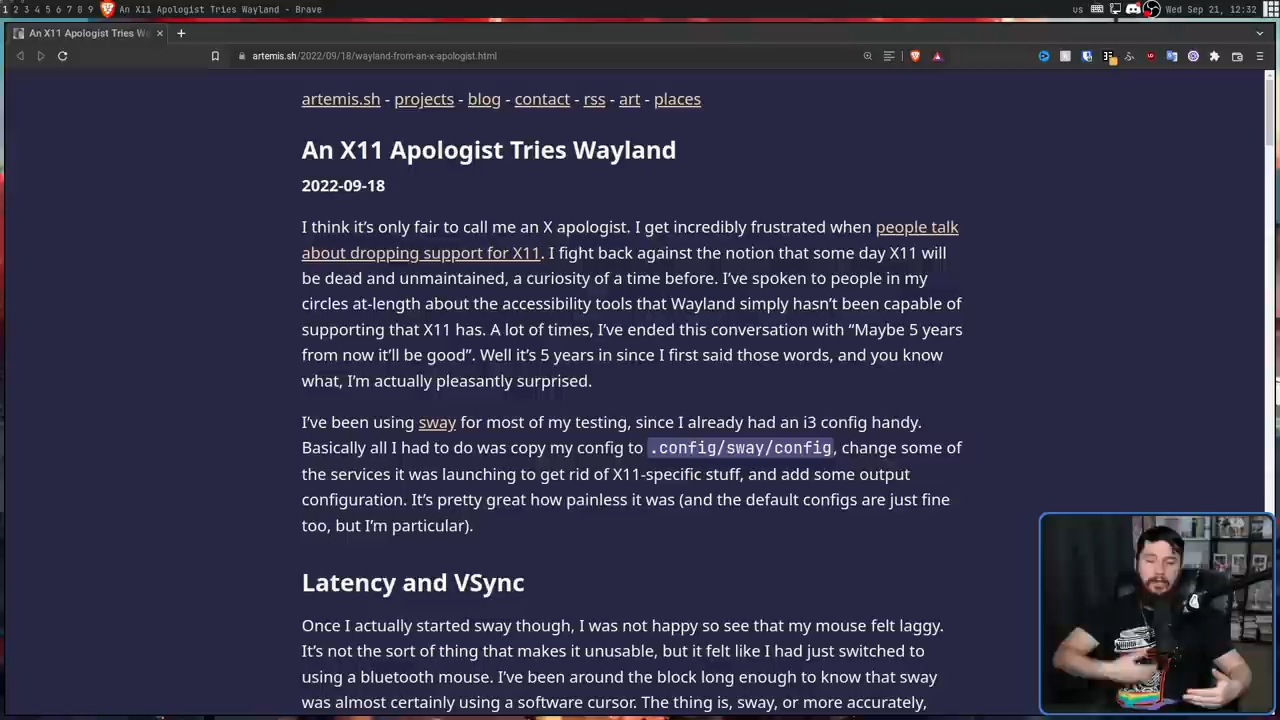 1 2 3 4 5 6 7 8 9 An X11 Apologist Tries Wayland - Brave us Wed Sep 21, 12:32
An X11 Apologist Tries W
artemis.sh/2022/09/18/wayland-from-an-x-apologist.html
artemis.sh - projects - blog - contact - rss - art - places
An X11 Apologist Tries Wayland
2022-09-18
I think it’s only fair to call me an X apologist. I get incredibly frustrated when people talk
about dropping support for X11. I fight back against the notion that some day X11 will
be dead and unmaintained, a curiosity of a time before. I’ve spoken to people in my
circles at-length about the accessibility tools that Wayland simply hasn’t been capable of
supporting that X11 has. A lot of times, I’ve ended this conversation with “Maybe 5 years
from now it’ll be good”. Well it’s 5 years in since I first said those words, and you know
what, I’m actually pleasantly surprised.
I’ve been using sway for most of my testing, since I already had an i3 config handy.
Basically all I had to do was copy my config to .config/sway/config, change some of
the services it was launching to get rid of X11-specific stuff, and add some output
configuration. It’s pretty great how painless it was (and the default configs are just fine
too, but I’m particular).
Latency and VSync
Once I actually started sway though, I was not happy so see that my mouse felt laggy.
It’s not the sort of thing that makes it unusable, but it felt like I had just switched to
using a bluetooth mouse. I’ve been around the block long enough to know that sway
was almost certainly using a software cursor. The thing is, sway, or more accurately,